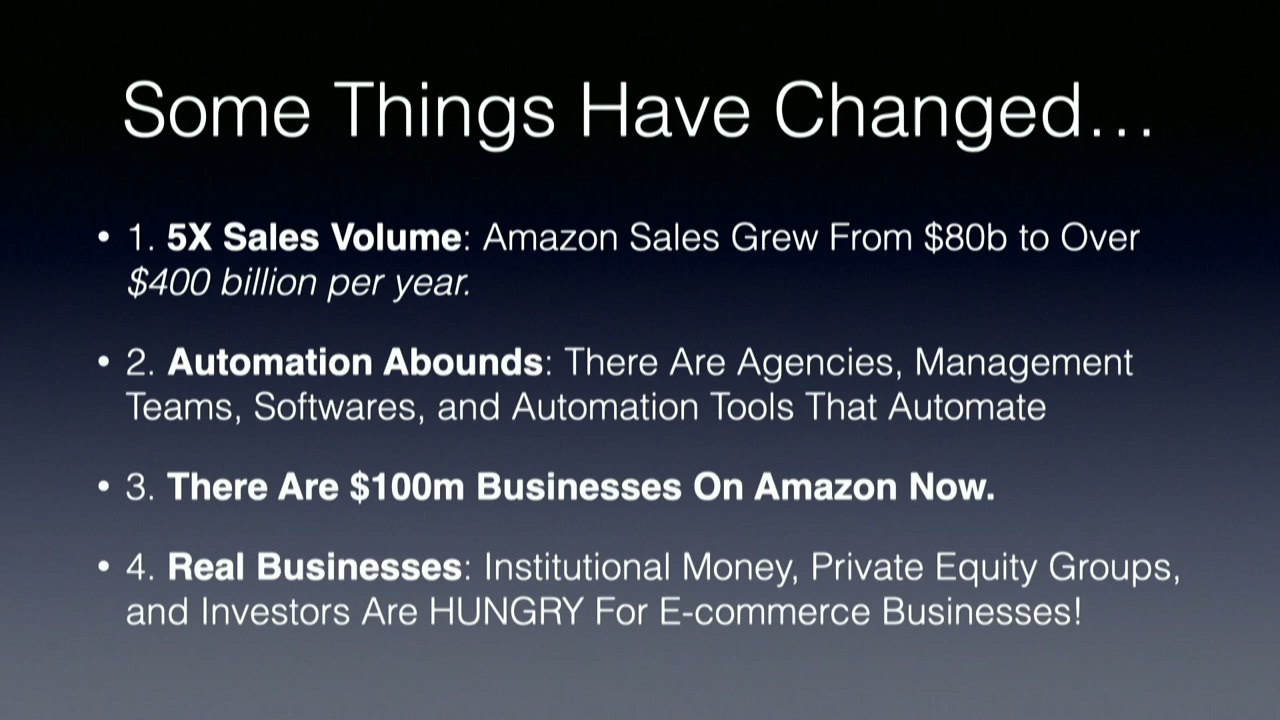 Some Things Have Changed...
• 1. 5X Sales Volume: Amazon Sales Grew From $80b to Over
$400 billion per year.
• 2. Automation Abounds: There Are Agencies, Management
Teams, Softwares, and Automation Tools That Automate
• 3. There Are $100m Businesses On Amazon Now.
• 4. Real Businesses: Institutional Money, Private Equity Groups,
and Investors Are HUNGRY For E-commerce Businesses!